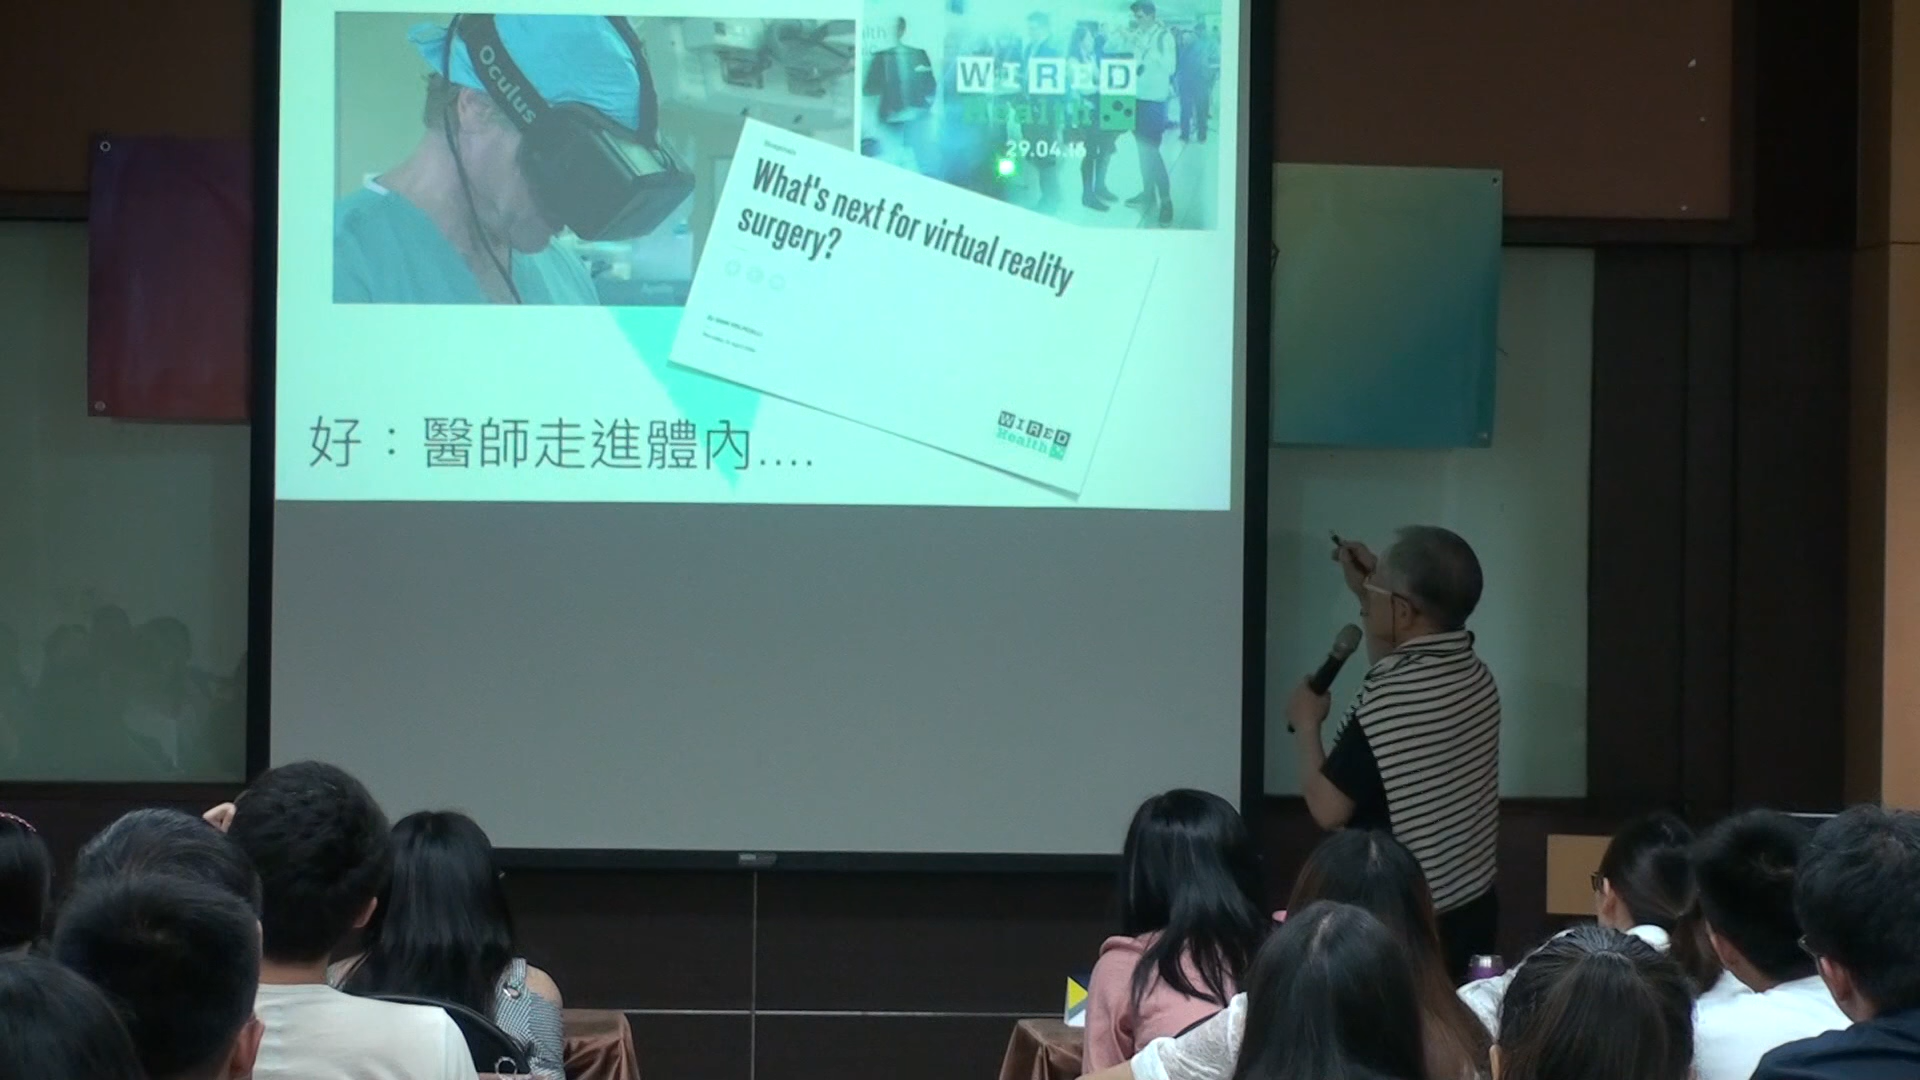 Oculus
WIRED
Health
29.04.16
What's next for virtual reality
surgery?
WIRED
Health
好：醫師走進體內....